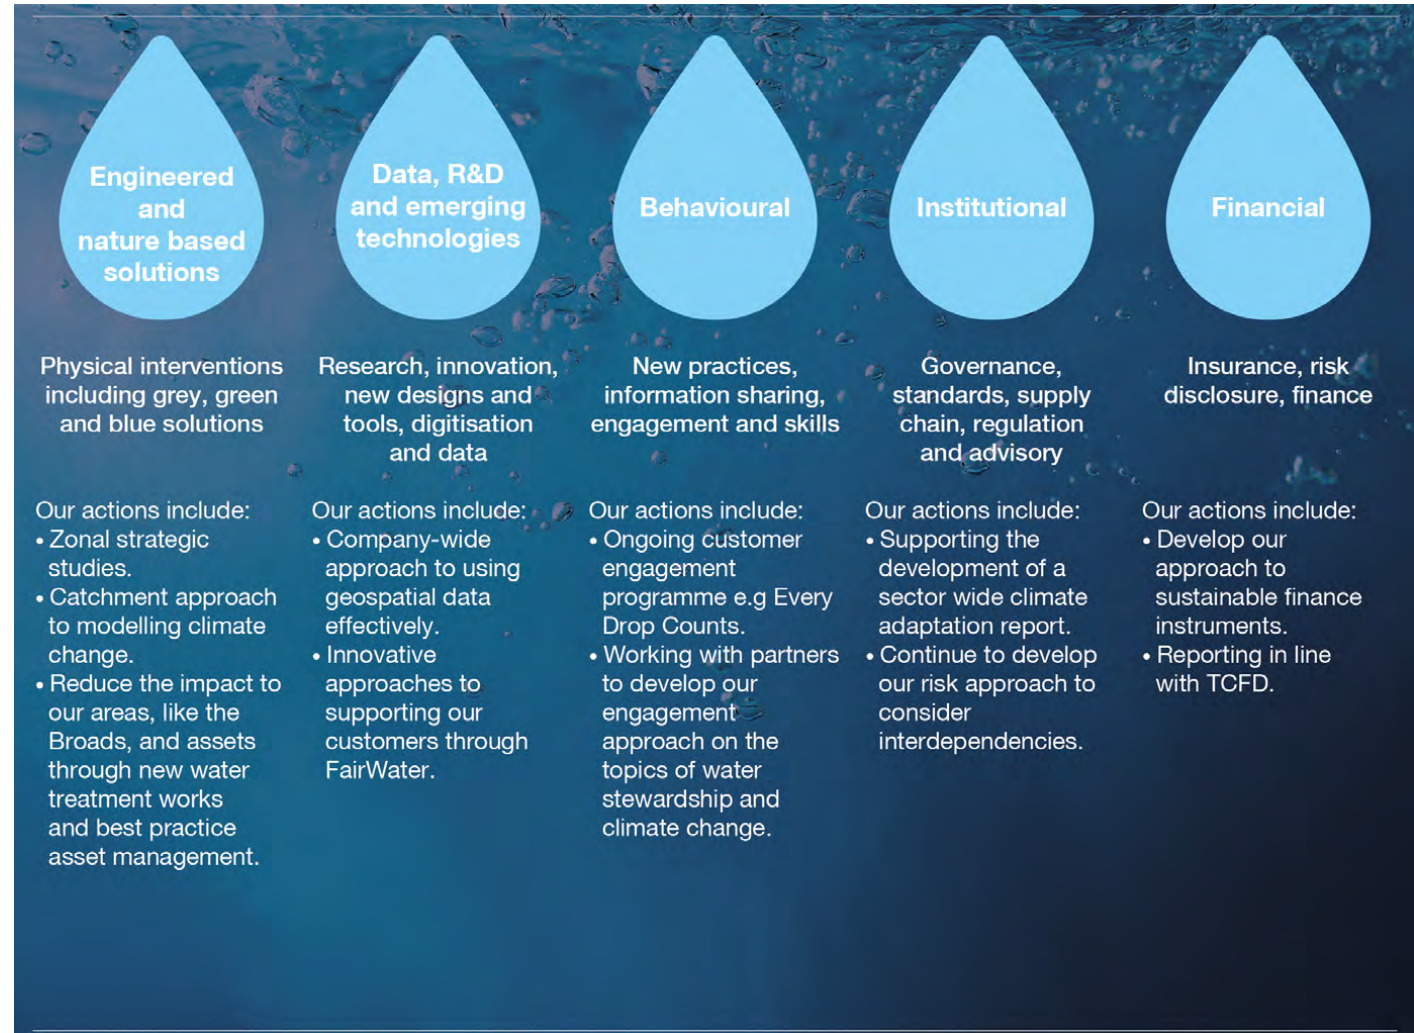 Engineered
and
nature based
solutions
Physical interventions
including grey, green
and blue solutions
Our actions include:
• Zonal strategic
studies.
• Catchment approach
to modelling climate
change.
• Reduce the impact to
our areas, like the
Broads, and assets
through new water
treatment works
and best practice
asset management.
Data, R&D
and emerging
technologies
Research, innovation,
new designs and
tools, digitisation
and data
Our actions include:
• Company-wide
approach to using
geospatial data
effectively.
• Innovative
approaches to
supporting our
customers through
FairWater.
Behavioural
New practices,
information sharing,
engagement and skills
Our actions include:
• Ongoing customer
engagement
programme e.g Every
Drop Counts.
• Working with partners
to develop our
engagement
approach on the
topics of water
stewardship and
climate change.
Institutional
Governance,
standards, supply
chain, regulation
and advisory
Our actions include:
• Supporting the
development of a
sector wide climate
adaptation report.
• Continue to develop
our risk approach to
consider
interdependencies.
Financial
Insurance, risk
disclosure, finance
Our actions include:
• Develop our
approach to
sustainable finance
instruments.
• Reporting in line
with TCFD.